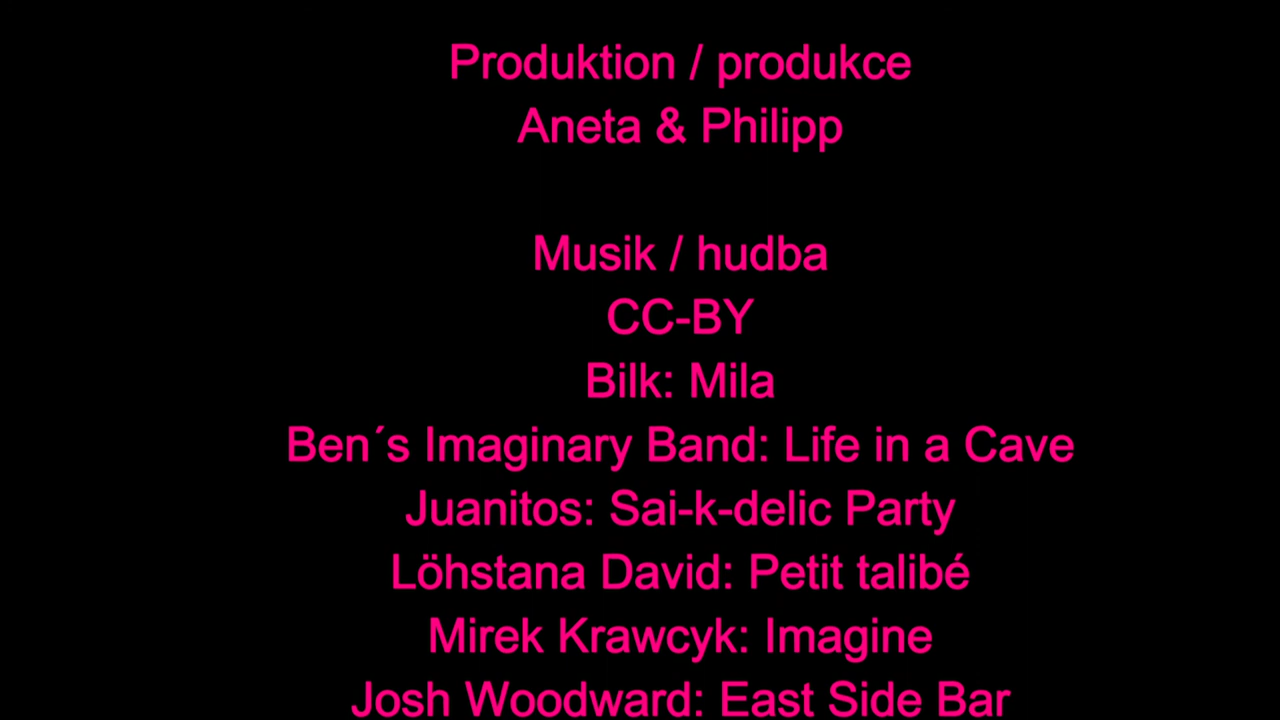 Produktion / produkce
Aneta & Philipp
Musik / hudba
CC-BY
Bilk: Mila
Ben´s Imaginary Band: Life in a Cave
Juanitos: Sai-k-delic Party
Löhstana David: Petit talibé
Mirek Krawcyk: Imagine
Josh Woodward: East Side Bar